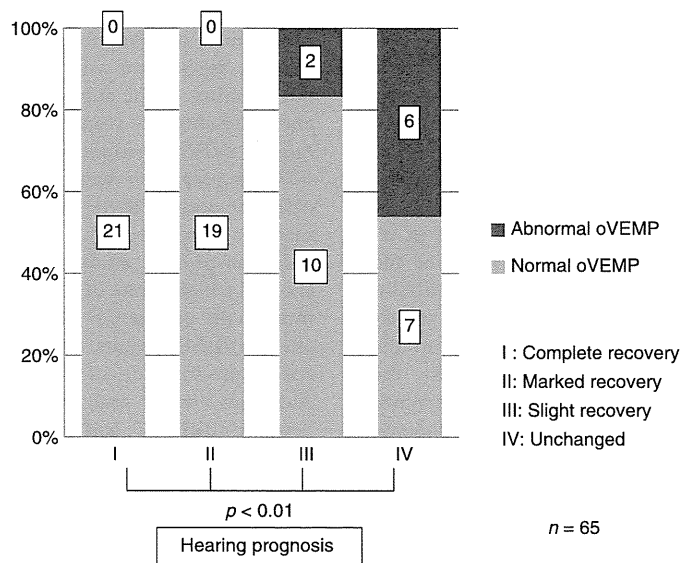 100%
80%
60%
40%
20%
0%
0
0
2
6
21
19
10
7
I
II
III
IV
p < 0.01
Hearing prognosis
Abnormal oVEMP
Normal oVEMP
I : Complete recovery
II: Marked recovery
III: Slight recovery
IV: Unchanged
n = 65